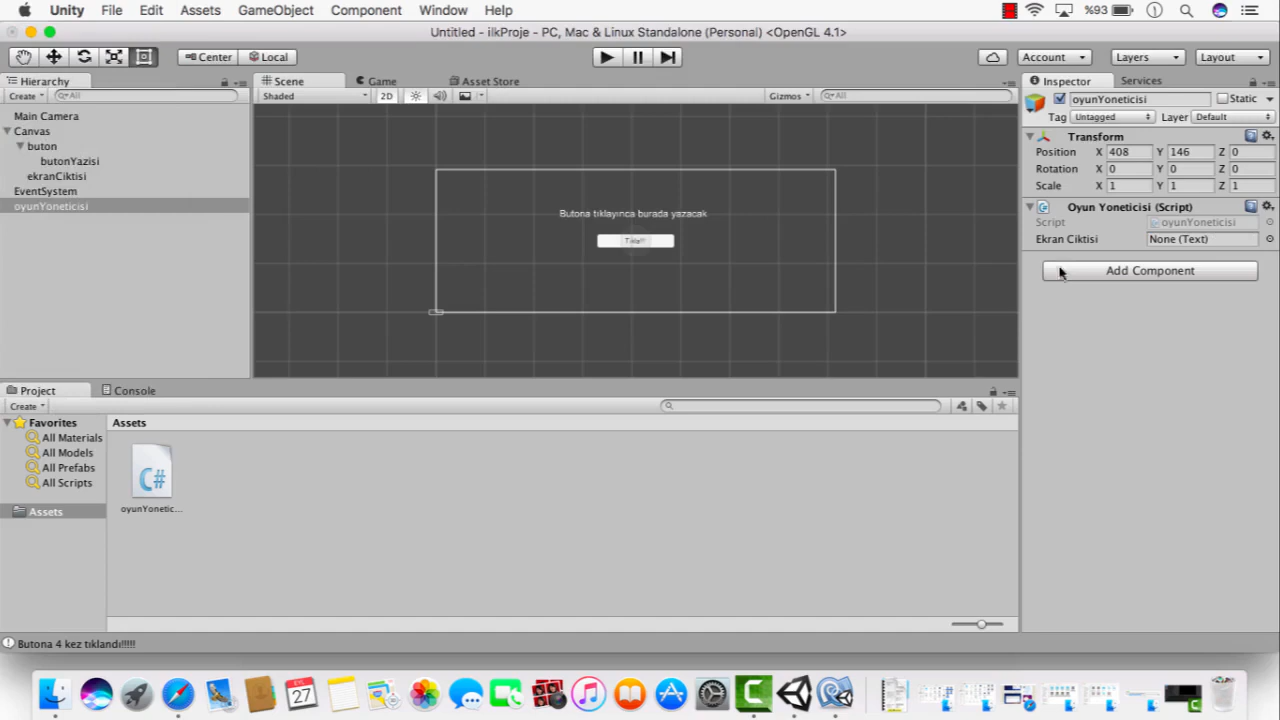 Unity File Edit Assets GameObject Component Window Help %93
Untitled - ilkProje - PC, Mac & Linux Standalone (Personal) <OpenGL 4.1>
Center Local Account Layers Layout
Hierarchy Scene Game Asset Store Inspector Services
Create All Shaded 2D Gizmos All oyunYoneticisi Static
Main Camera Tag Untagged Layer Default
Canvas Transform
buton Position X 408 Y 146 Z 0
butonYazisi Rotation X 0 Y 0 Z 0
ekranCiktisi Scale X 1 Y 1 Z 1
EventSystem
oyunYoneticisi Oyun Yoneticisi (Script)
Script oyunYoneticisi
Ekran Ciktisi None (Text)
Butona tıklayınca burada yazacak
Tıkla!!!
Add Component
Project Console
Create
Favorites Assets
All Materials
All Models
All Prefabs
All Scripts
C#
Assets oyunYonetic...
Butona 4 kez tıklandı!!!!!
EYL
27